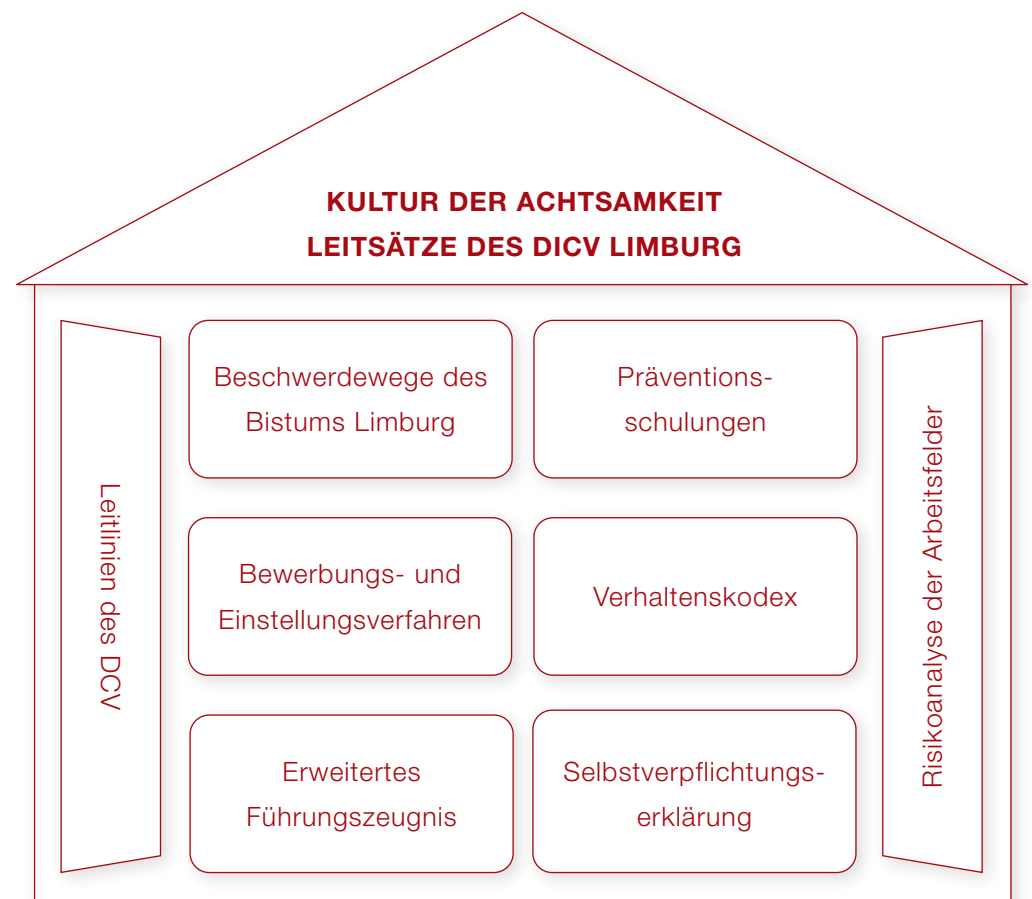 KULTUR DER ACHTSAMKEIT
LEITSÄTZE DES DICV LIMBURG
Leitlinien des DCV
Beschwerdewege des
Bistums Limburg
Präventions-
schulungen
Bewerbungs- und
Einstellungsverfahren
Verhaltenskodex
Erweitertes
Führungszeugnis
Selbstverpflichtungs-
erklärung
Risikoanalyse der Arbeitsfelder